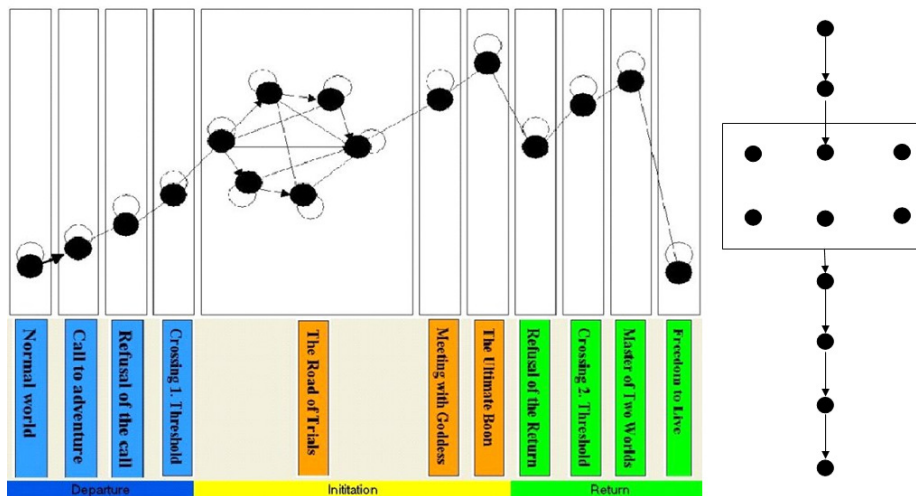 Normal world
Call to adventure
Refusal of the call
Crossing 1. Threshold
The Road of Trials
Meeting with Goddess
The Ultimate Boon
Refusal of the Return
Crossing 2. Threshold
Master of Two Worlds
Freedom to Live
Departure
Inititation
Return